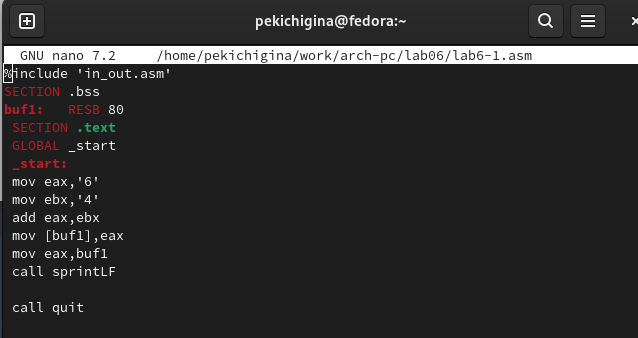 pekichigina@fedora:~
GNU nano 7.2 /home/pekichigina/work/arch-pc/lab06/lab6-1.asm
%include 'in_out.asm'
SECTION .bss
buf1: RESB 80
SECTION .text
GLOBAL _start
_start:
mov eax,'6'
mov ebx,'4'
add eax,ebx
mov [buf1],eax
mov eax,buf1
call sprintLF
call quit